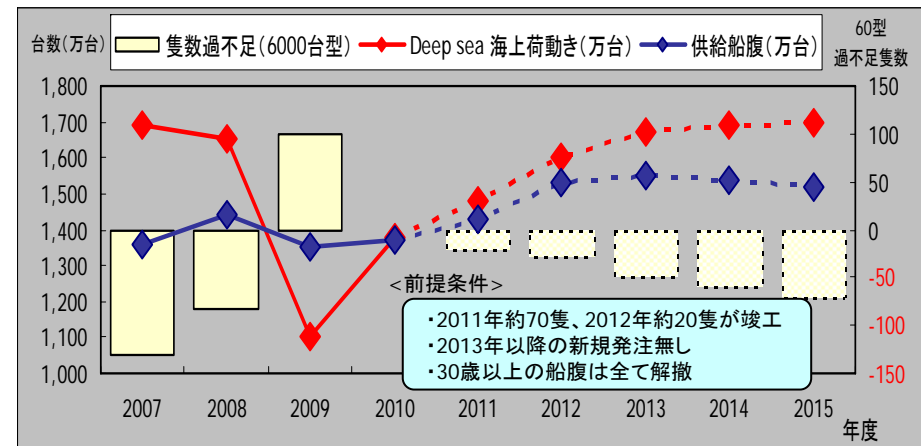 台数(万台)
隻数過不足(6000台型) Deep sea 海上荷動き(万台) 供給船腹(万台)
60型
過不足隻数
1,800 150
1,700 100
1,600
1,500 50
1,400 0
1,300 -50
1,200
1,100 -100
1,000 -150
<前提条件>
・2011年約70隻、2012年約20隻が竣工
・2013年以降の新規発注無し
・30歳以上の船腹は全て解撤
2007 2008 2009 2010 2011 2012 2013 2014 2015
年度